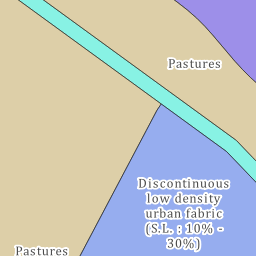 Pastures
Discontinuous
low density
urban fabric
(S.L. : 10% -
30%)
Pastures